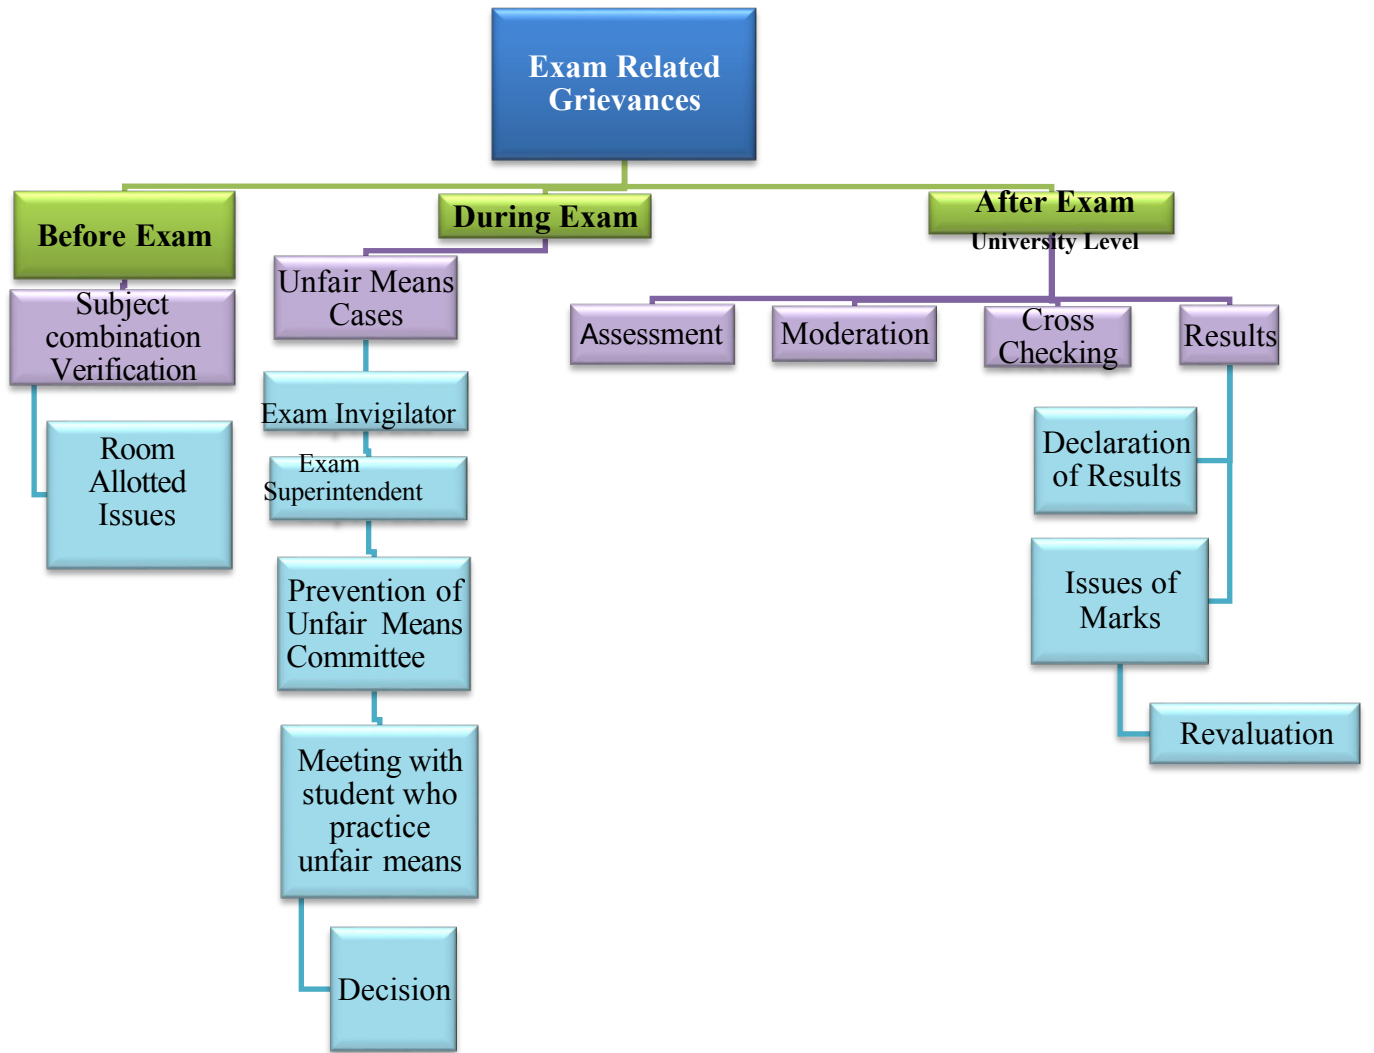 Exam Related
Grievances
Before Exam
During Exam
After Exam
University Level
Subject
combination
Verification
Room
Allotted
Issues
Unfair Means
Cases
Exam Invigilator
Exam
Superintendent
Prevention of
Unfair Means
Committee
Meeting with
student who
practice
unfair means
Decision
Assessment
Moderation
Cross
Checking
Results
Declaration
of Results
Issues of
Marks
Revaluation